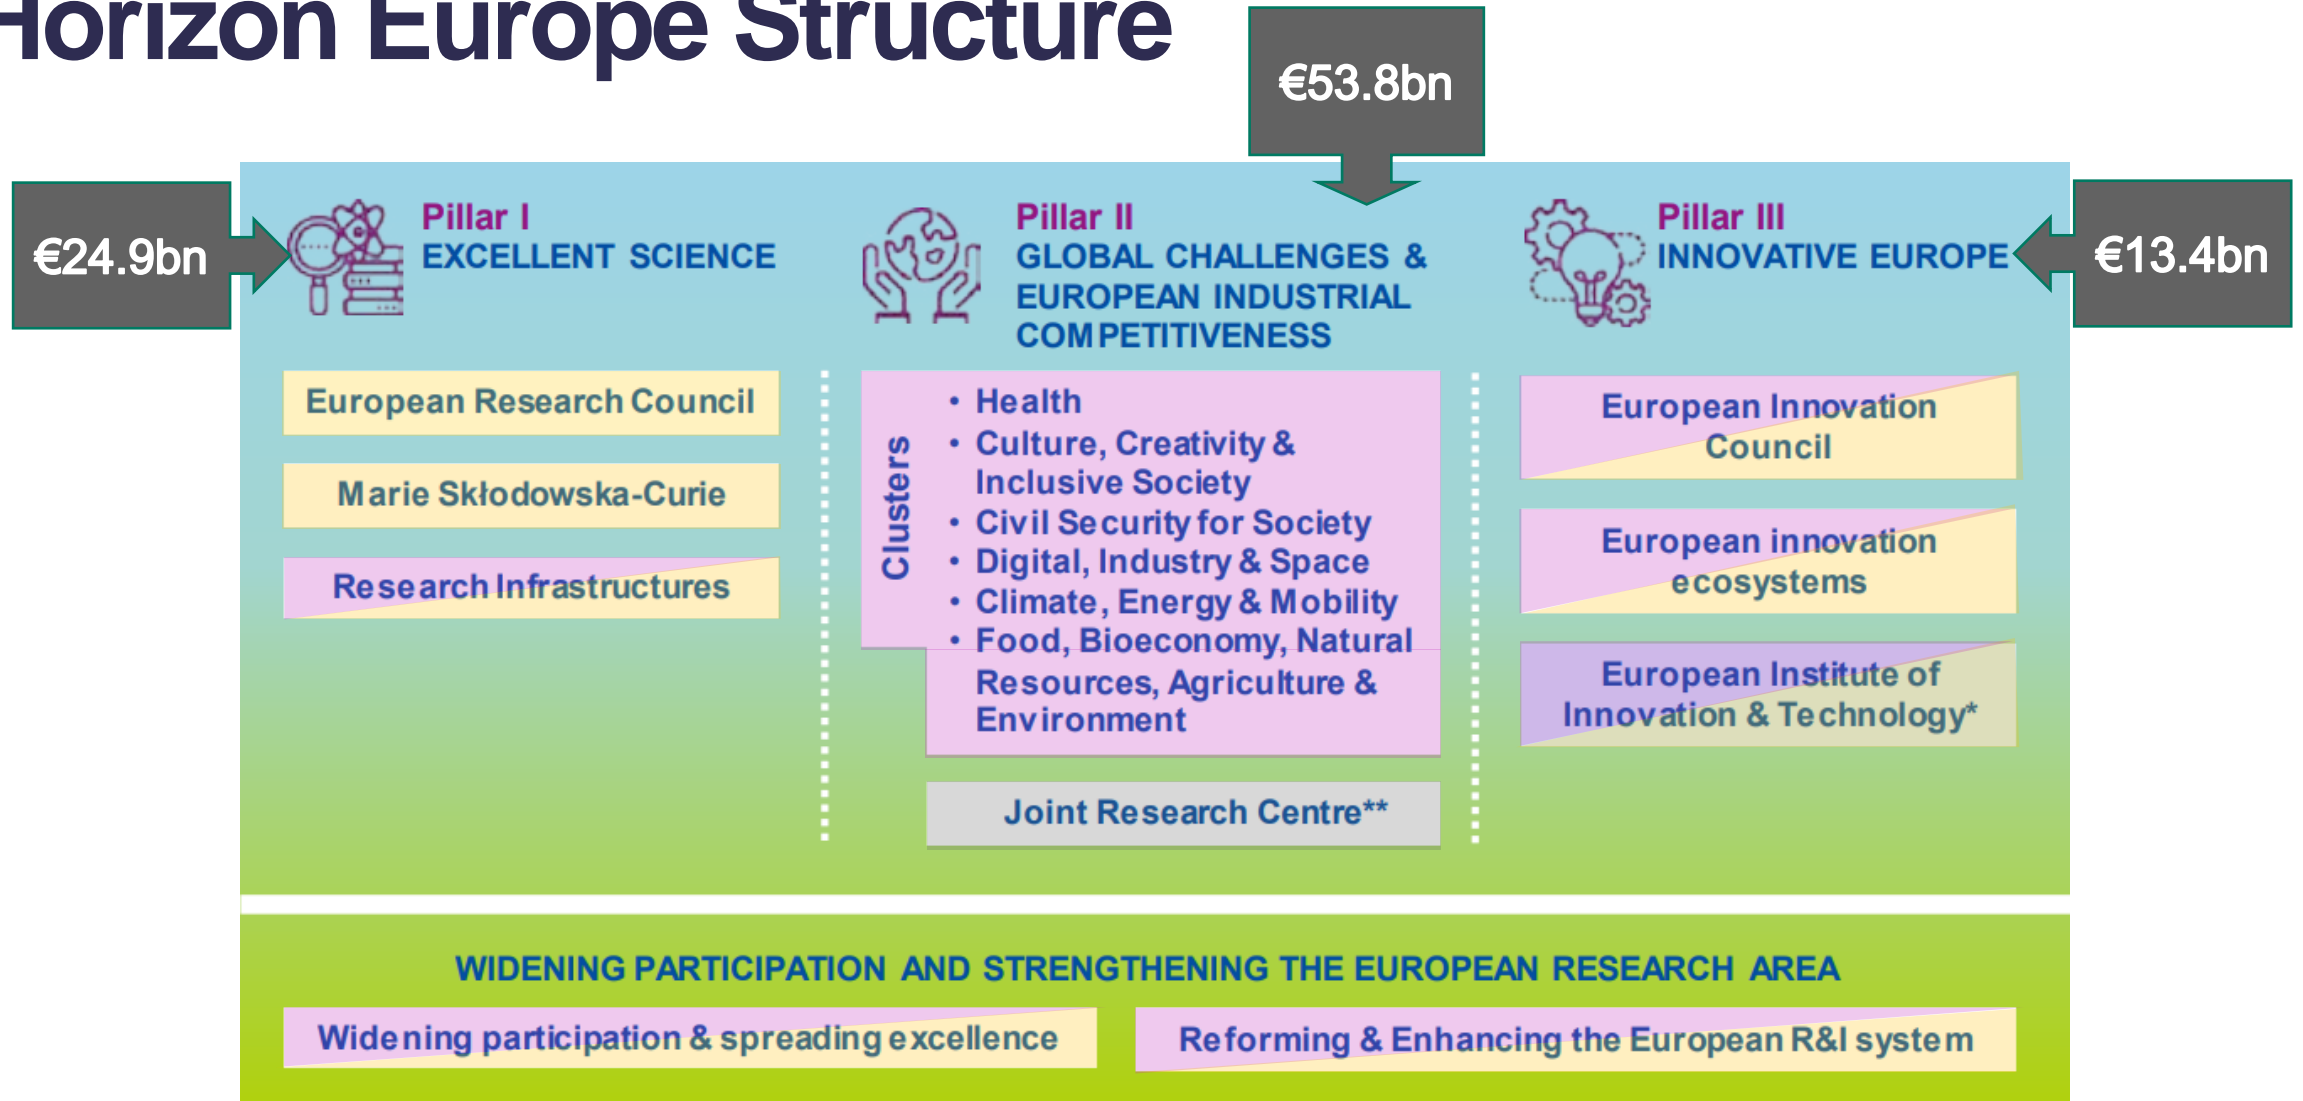 Horizon Europe Structure
€53.8bn
€24.9bn
Pillar I
EXCELLENT SCIENCE
Pillar II
GLOBAL CHALLENGES &
EUROPEAN INDUSTRIAL
COMPETITIVENESS
Pillar III
INNOVATIVE EUROPE
€13.4bn
European Research Council
Marie Skłodowska-Curie
Research Infrastructures
Clusters
• Health
• Culture, Creativity &
Inclusive Society
• Civil Security for Society
• Digital, Industry & Space
• Climate, Energy & Mobility
• Food, Bioeconomy, Natural
Resources, Agriculture &
Environment
Joint Research Centre**
European Innovation
Council
European innovation
ecosystems
European Institute of
Innovation & Technology*
WIDENING PARTICIPATION AND STRENGTHENING THE EUROPEAN RESEARCH AREA
Widening participation & spreading excellence
Reforming & Enhancing the European R&I system